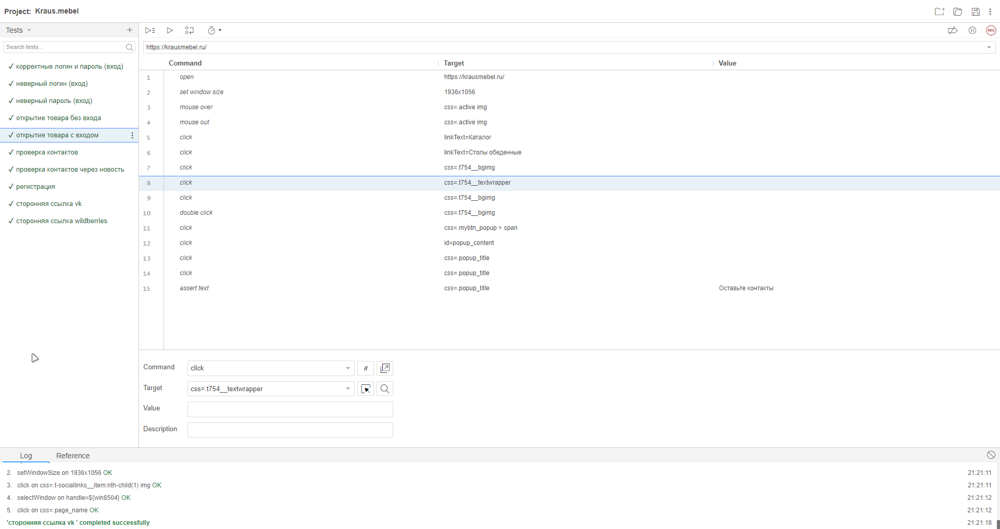 Project: Kraus.mebel
Tests
Search tests...
✓ корректные логин и пароль (вход)
✓ неверный логин (вход)
✓ неверный пароль (вход)
✓ открытие товара без входа
✓ открытие товара с входом
✓ проверка контактов
✓ проверка контактов через новость
✓ регистрация
✓ сторонняя ссылка vk
✓ сторонняя ссылка wildberries
REC
https://krausmebel.ru/
Command Target Value
1 open https://krausmebel.ru/
2 set window size 1936x1056
3 mouse over css=.active img
4 mouse out css=.active img
5 click linkText=Каталог
6 click linkText=Столы обеденные
7 click css=.t754__bgimg
8 click css=.t754__textwrapper
9 click css=.t754__bgimg
10 double click css=.t754__bgimg
11 click css=.mybtn_popup > span
12 click id=popup_content
13 click css=.popup_title
14 click css=.popup_title
15 assert text css=.popup_title Оставьте контакты
Command click //
Target css=.t754__textwrapper
Value
Description
Log Reference
2. setWindowSize on 1936x1056 OK 21:21:11
3. click on css=.t-sociallinks__item:nth-child(1) img OK 21:21:11
4. selectWindow on handle=${win8504} OK 21:21:12
5. click on css=.page_name OK 21:21:12
'сторонняя ссылка vk ' completed successfully 21:21:18